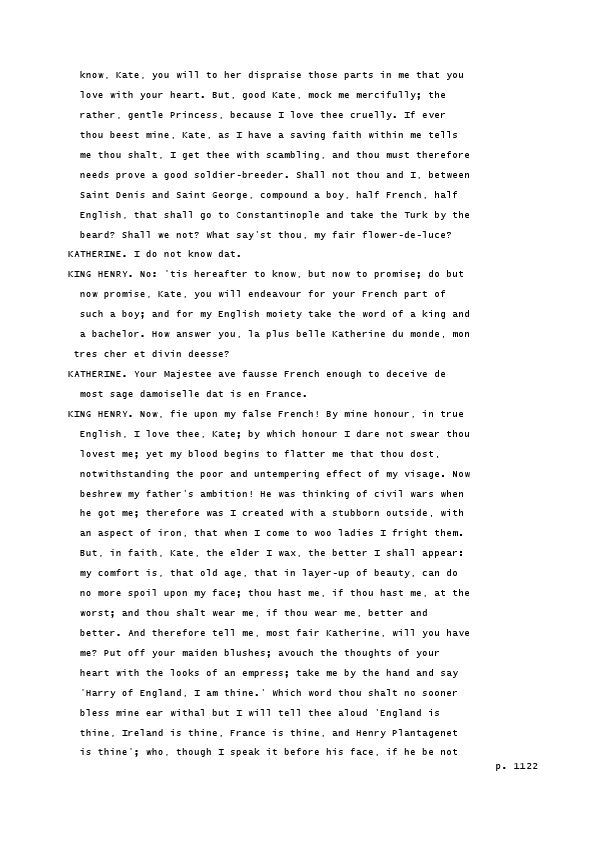 know, Kate, you will to her dispraise those parts in me that you
love with your heart. But, good Kate, mock me mercifully; the
rather, gentle Princess, because I love thee cruelly. If ever
thou beest mine, Kate, as I have a saving faith within me tells
me thou shalt, I get thee with scambling, and thou must therefore
needs prove a good soldier-breeder. Shall not thou and I, between
Saint Denis and Saint George, compound a boy, half French, half
English, that shall go to Constantinople and take the Turk by the
beard? Shall we not? What say'st thou, my fair flower-de-luce?
KATHERINE. I do not know dat.
KING HENRY. No: 'tis hereafter to know, but now to promise; do but
now promise, Kate, you will endeavour for your French part of
such a boy; and for my English moiety take the word of a king and
a bachelor. How answer you, la plus belle Katherine du monde, mon
tres cher et divin deesse?
KATHERINE. Your Majestee ave fausse French enough to deceive de
most sage damoiselle dat is en France.
KING HENRY. Now, fie upon my false French! By mine honour, in true
English, I love thee, Kate; by which honour I dare not swear thou
lovest me; yet my blood begins to flatter me that thou dost,
notwithstanding the poor and untempering effect of my visage. Now
beshrew my father's ambition! He was thinking of civil wars when
he got me; therefore was I created with a stubborn outside, with
an aspect of iron, that when I come to woo ladies I fright them.
But, in faith, Kate, the elder I wax, the better I shall appear:
my comfort is, that old age, that in layer-up of beauty, can do
no more spoil upon my face; thou hast me, if thou hast me, at the
worst; and thou shalt wear me, if thou wear me, better and
better. And therefore tell me, most fair Katherine, will you have
me? Put off your maiden blushes; avouch the thoughts of your
heart with the looks of an empress; take me by the hand and say
'Harry of England, I am thine.' Which word thou shalt no sooner
bless mine ear withal but I will tell thee aloud 'England is
thine, Ireland is thine, France is thine, and Henry Plantagenet
is thine'; who, though I speak it before his face, if he be not
p. 1122